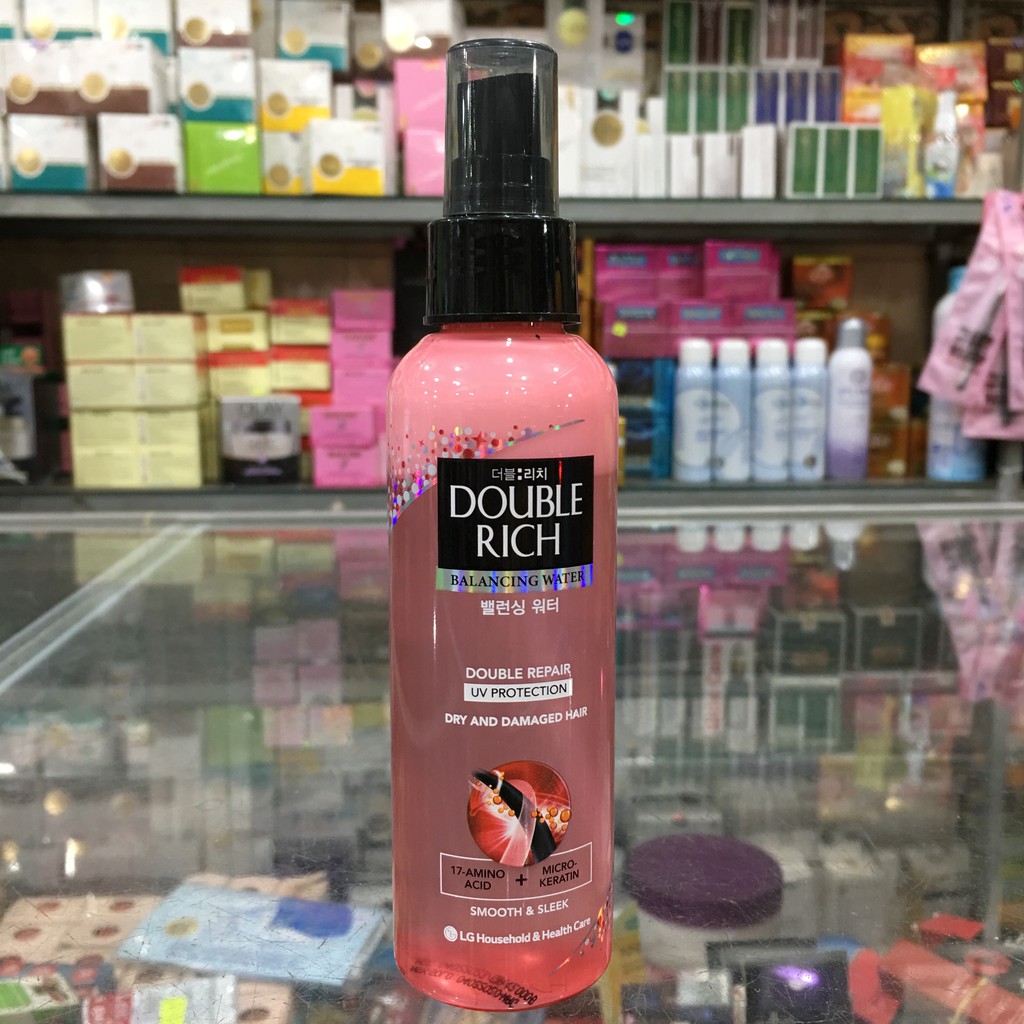 더블:리치
DOUBLE
RICH
BALANCING WATER
밸런싱 워터
DOUBLE REPAIR
UV PROTECTION
DRY AND DAMAGED HAIR
17-AMINO
ACID
+
MICRO-
KERATIN
SMOOTH & SLEEK
LG Household & Health Care
OLAY